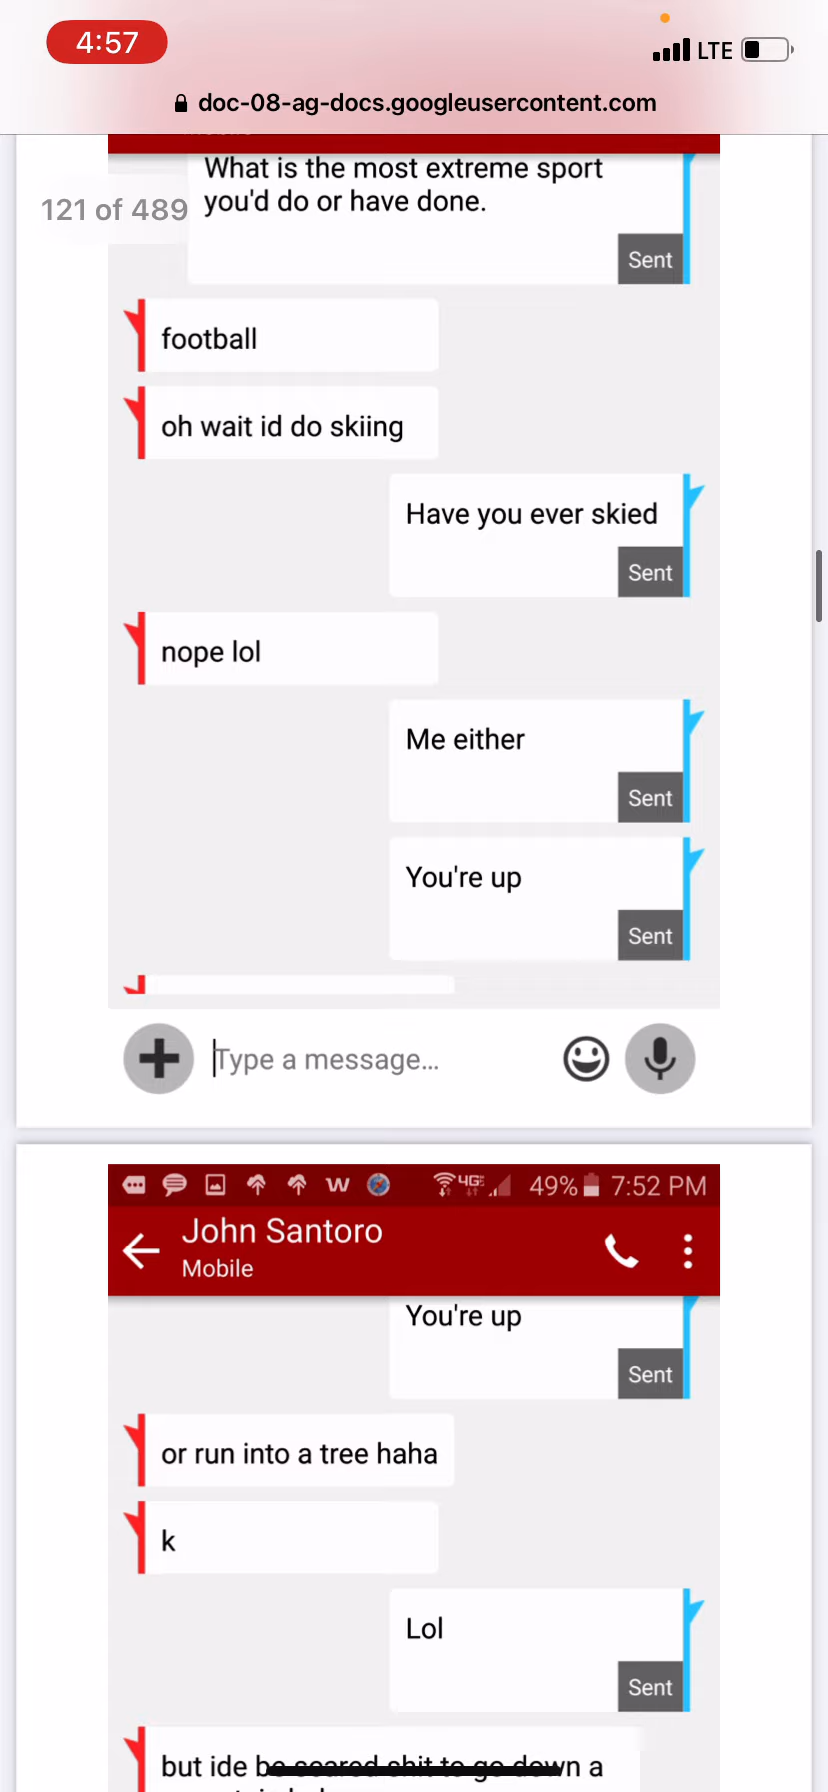 4:57
LTE
doc-08-ag-docs.googleusercontent.com
What is the most extreme sport
121 of 489
you'd do or have done.
Sent
football
oh wait id do skiing
Have you ever skied
Sent
nope lol
Me either
Sent
You're up
Sent
Type a message...
W
4G
49%
7:52 PM
John Santoro
Mobile
You're up
Sent
or run into a tree haha
k
Lol
Sent
but ide be scared shit to go down a